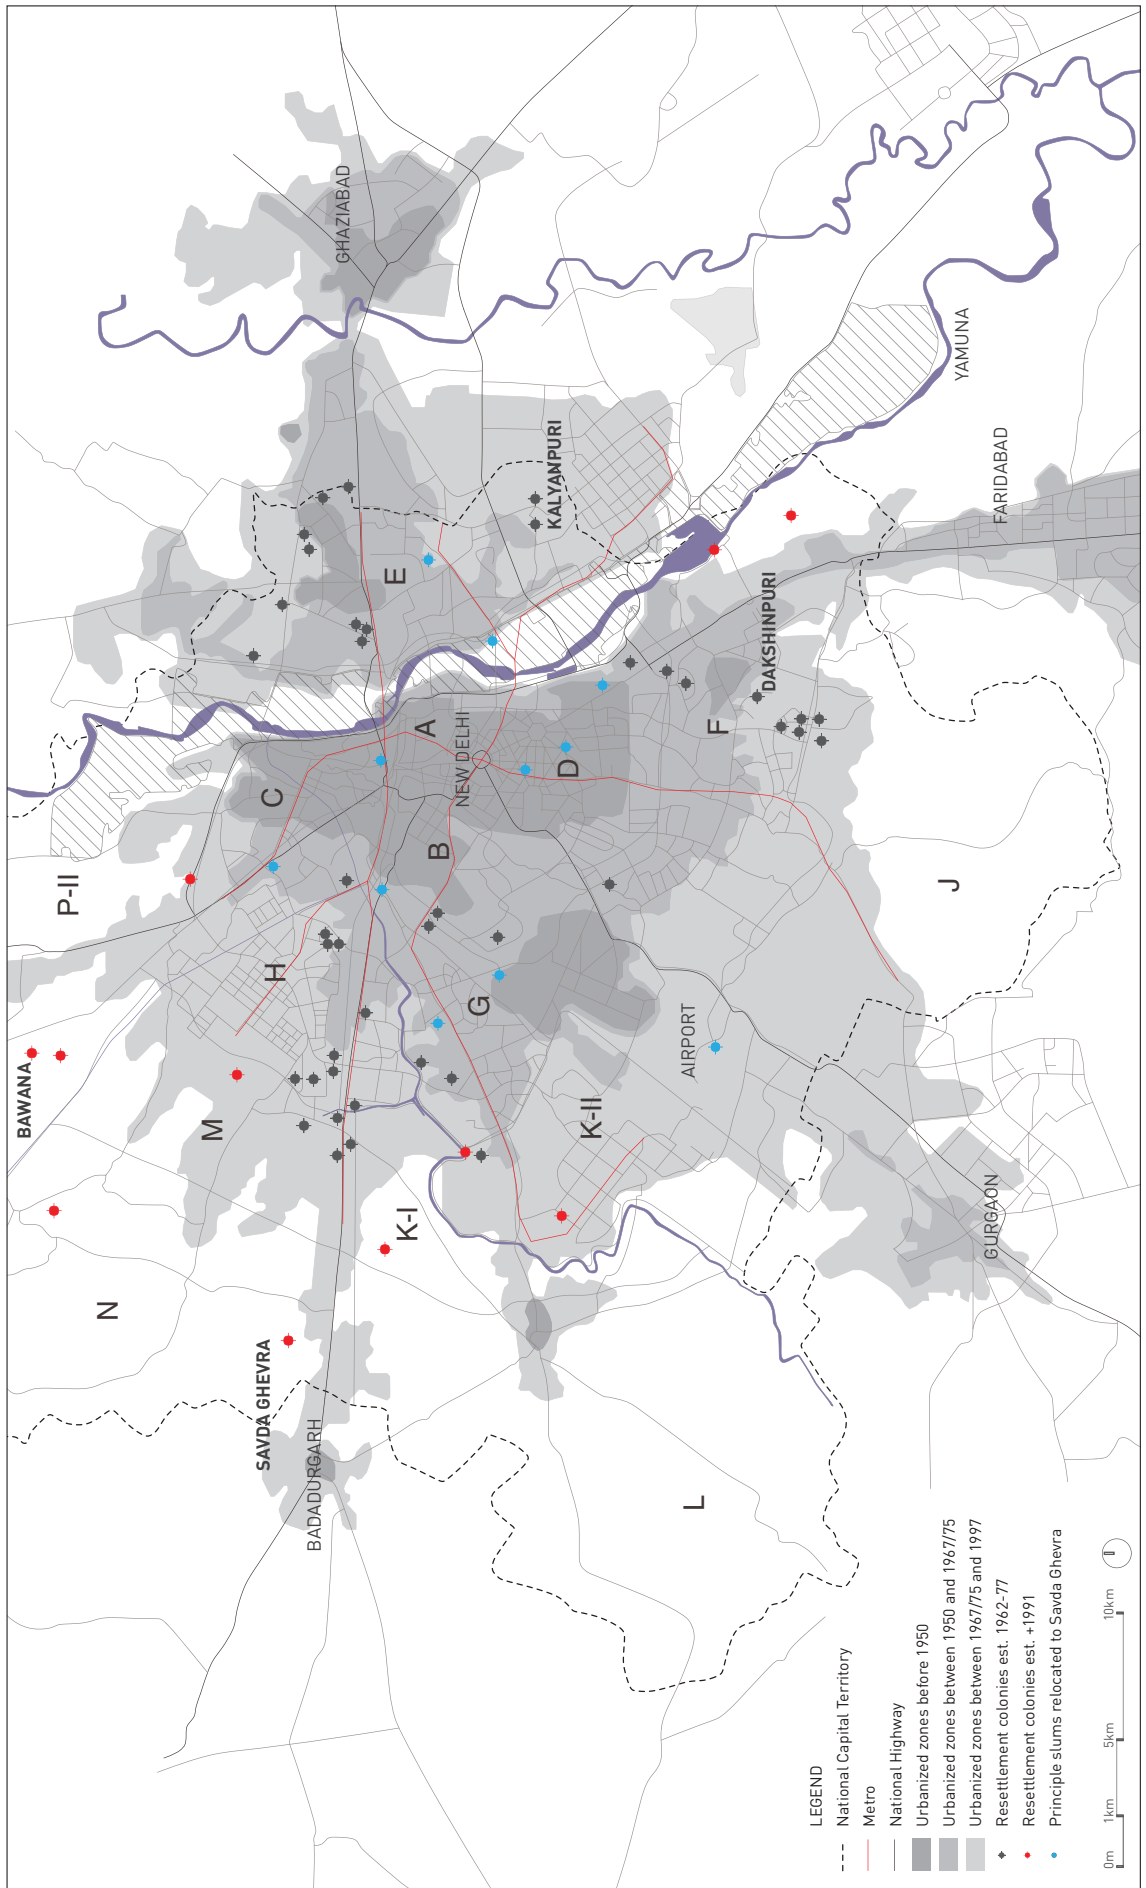 GHAZIABAD
KALYANPURI
YAMUNA
FARIDABAD
E
DAKSHINPURI
A
NEW DELHI
C
D
F
B
P-II
J
H
G
AIRPORT
BAWANA
M
K-II
K-I
GURGAON
N
SAVDA GHEVRA
BADADURGARH
L
LEGEND
National Capital Territory
Metro
National Highway
Urbanized zones before 1950
Urbanized zones between 1950 and 1967/75
Urbanized zones between 1967/75 and 1997
Resettlement colonies est. 1962-77
Resettlement colonies est. +1991
Principle slums relocated to Savda Ghevra
0m 1km 5km 10km